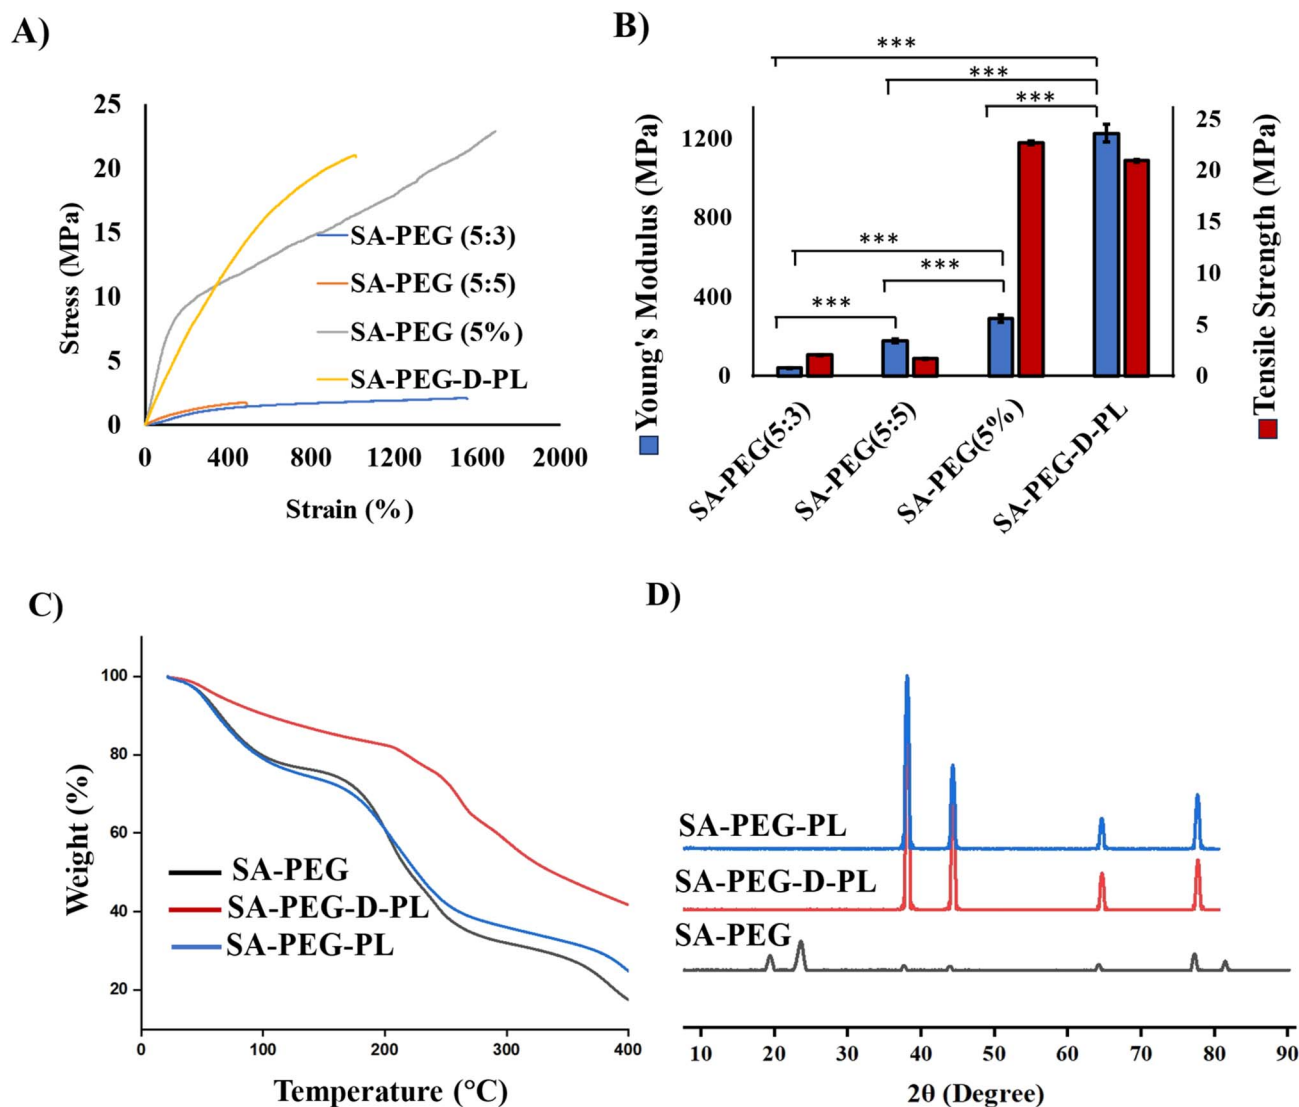 A)
25
20
15
10
5
0
0 400 800 1200 1600 2000
Stress (MPa)
Strain (%)
SA-PEG (5:3)
SA-PEG (5:5)
SA-PEG (5%)
SA-PEG-D-PL
B)
***
***
***
***
***
***
Young's Modulus (MPa)
1200
800
400
0
25
20
15
10
5
0
Tensile Strength (MPa)
SA-PEG(5:3)
SA-PEG(5:5)
SA-PEG(5%)
SA-PEG-D-PL
C)
100
80
60
40
20
0 100 200 300 400
Weight (%)
Temperature (°C)
SA-PEG
SA-PEG-D-PL
SA-PEG-PL
D)
SA-PEG-PL
SA-PEG-D-PL
SA-PEG
10 20 30 40 50 60 70 80 90
2θ (Degree)